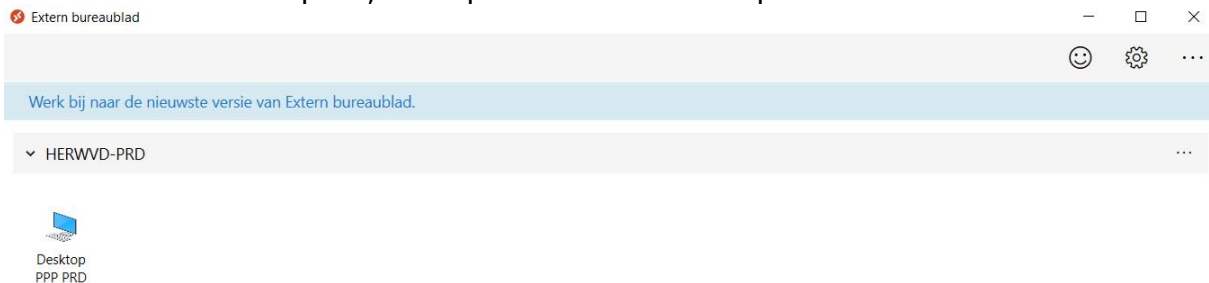 Extern bureaublad
Werk bij naar de nieuwste versie van Extern bureaublad.
HERWVD-PRD
Desktop
PPP PRD